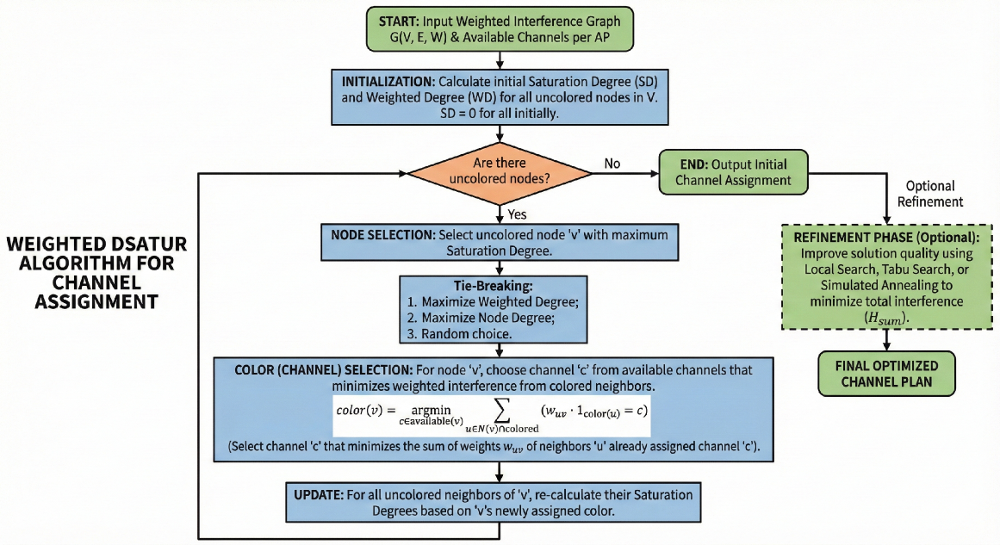 WEIGHTED DSATUR
ALGORITHM FOR
CHANNEL
ASSIGNMENT
START: Input Weighted Interference Graph
G(V, E, W) & Available Channels per AP
INITIALIZATION: Calculate initial Saturation Degree (SD)
and Weighted Degree (WD) for all uncolored nodes in V.
SD = 0 for all initially.
Are there
uncolored nodes?
No
END: Output Initial
Channel Assignment
Optional
Refinement
REFINEMENT PHASE (Optional):
Improve solution quality using
Local Search, Tabu Search, or
Simulated Annealing to
minimize total interference
(H_sum).
FINAL OPTIMIZED
CHANNEL PLAN
Yes
NODE SELECTION: Select uncolored node 'v' with maximum
Saturation Degree.
Tie-Breaking:
1. Maximize Weighted Degree;
2. Maximize Node Degree;
3. Random choice.
COLOR (CHANNEL) SELECTION: For node 'v', choose channel 'c' from available channels that
minimizes weighted interference from colored neighbors.
color(v) = argmin_{c∈available(v)} ∑_{u∈N(v)∩colored} (w_{uv} · 1_{color(u)} = c)
(Select channel 'c' that minimizes the sum of weights w_{uv} of neighbors 'u' already assigned channel 'c').
UPDATE: For all uncolored neighbors of 'v', re-calculate their Saturation
Degrees based on 'v's newly assigned color.